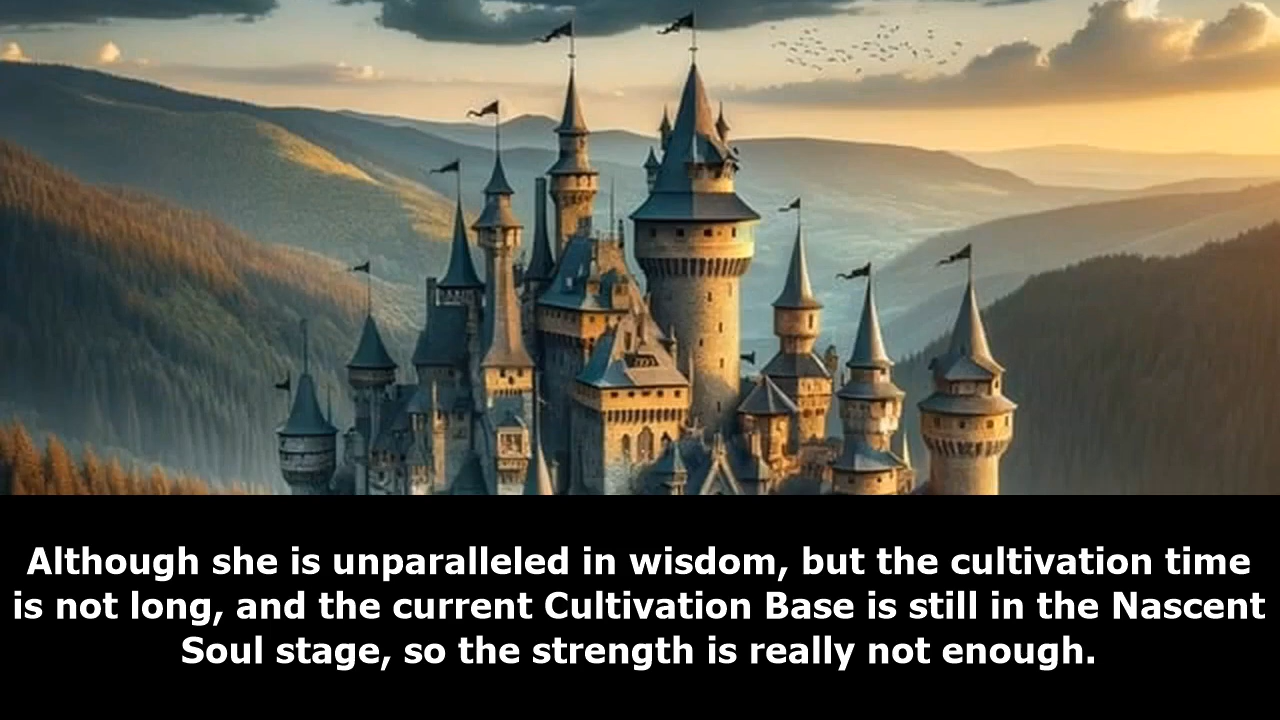 Although she is unparalleled in wisdom, but the cultivation time
is not long, and the current Cultivation Base is still in the Nascent
Soul stage, so the strength is really not enough.